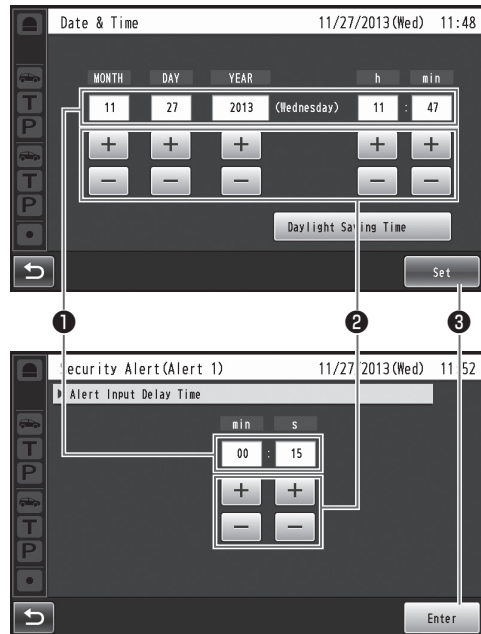 Date & Time 11/27/2013(Wed) 11:48
MONTH DAY YEAR h min
11 27 2013 (Wednesday) 11 : 47
+ + + + +
− − − − −
T
P
T
P
Daylight Saving Time
Set
❶ ❷ ❸
Security Alert(Alert 1) 11/27/2013(Wed) 11:52
Alert Input Delay Time
min s
00 : 15
+ +
− −
T
P
T
P
Enter